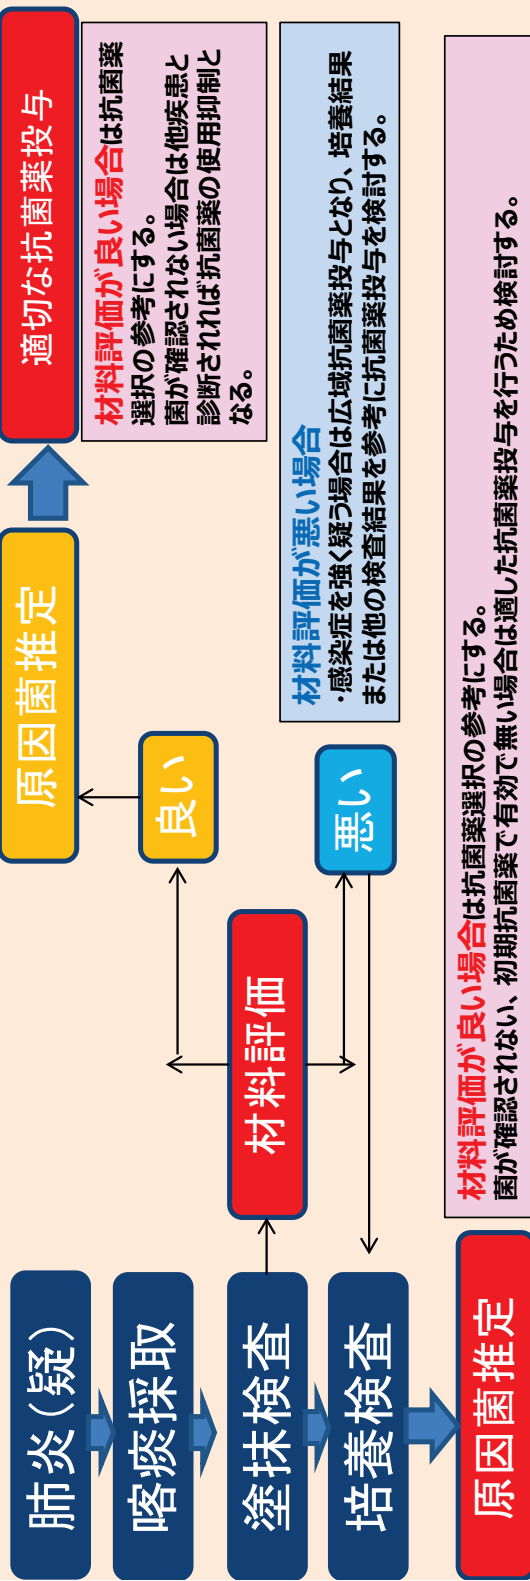 肺炎（疑）
喀痰採取
塗抹検査
培養検査
原因菌推定
材料評価
良い
悪い
原因菌推定
適切な抗菌薬投与
材料評価が良い場合は抗菌薬
選択の参考にする。
菌が確認されない場合は他疾患と
診断されれば抗菌薬の使用抑制と
なる。
材料評価が悪い場合
・感染症を強く疑う場合は広域抗菌薬投与となり、培養結果
または他の検査結果を参考に抗菌薬投与を検討する。
材料評価が良い場合は抗菌薬選択の参考にする。
菌が確認されない、初期抗菌薬で有効で無い場合は適した抗菌薬投与を行うため検討する。